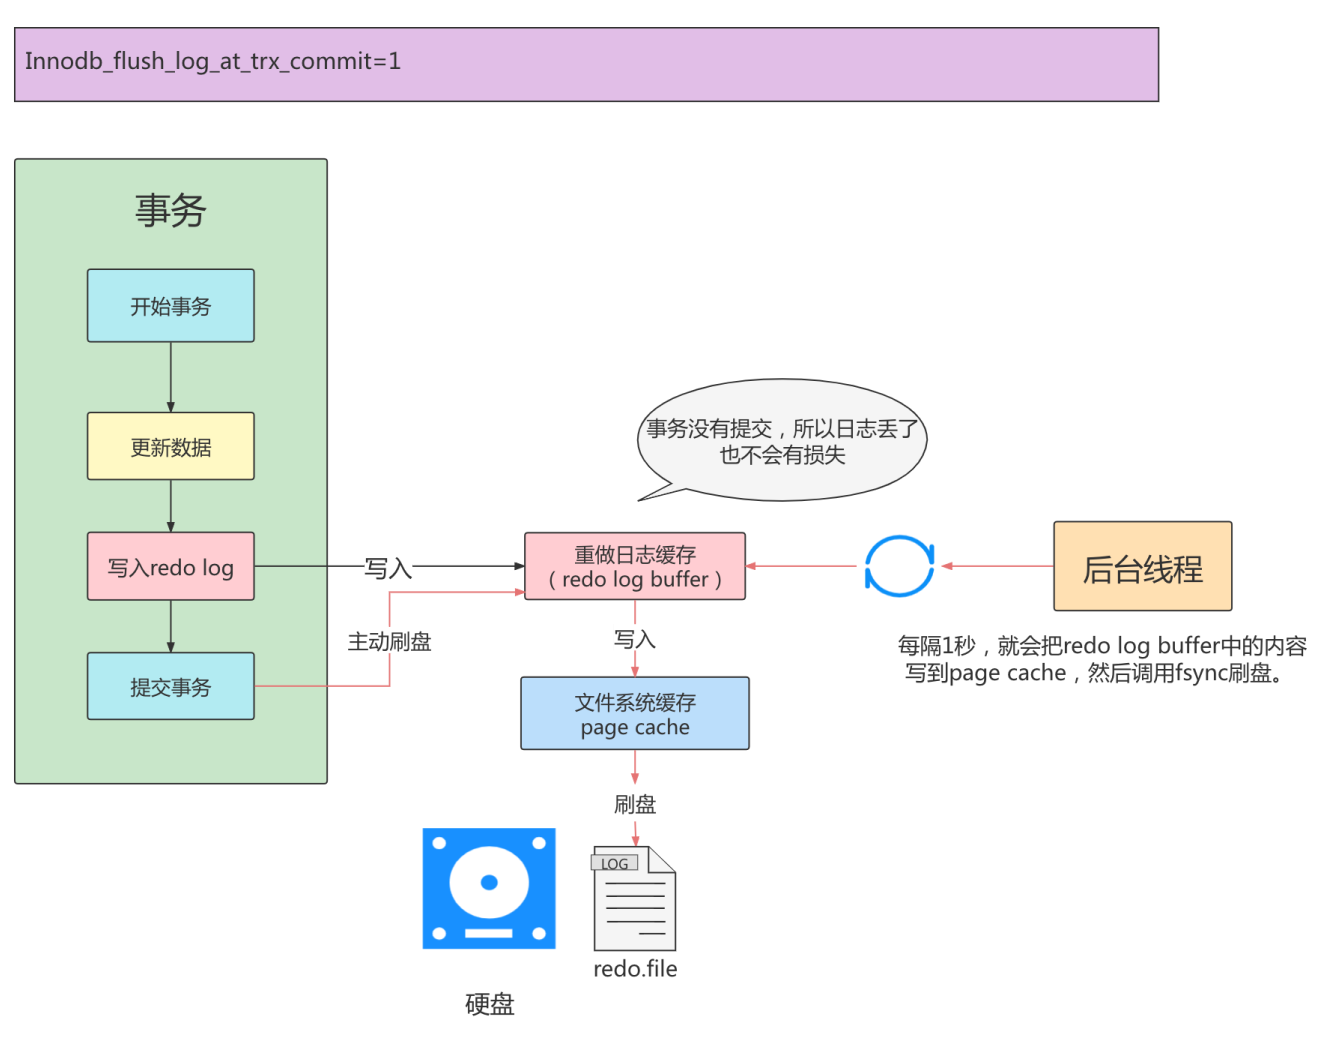 Innodb_flush_log_at_trx_commit=1
事务
开始事务
更新数据
写入redo log
提交事务
写入
主动刷盘
事务没有提交，所以日志丢了
也不会有损失
重做日志缓存
（redo log buffer）
写入
文件系统缓存
page cache
刷盘
LOG
redo.file
硬盘
后台线程
每隔1秒，就会把redo log buffer中的内容
写到page cache，然后调用fsync刷盘。